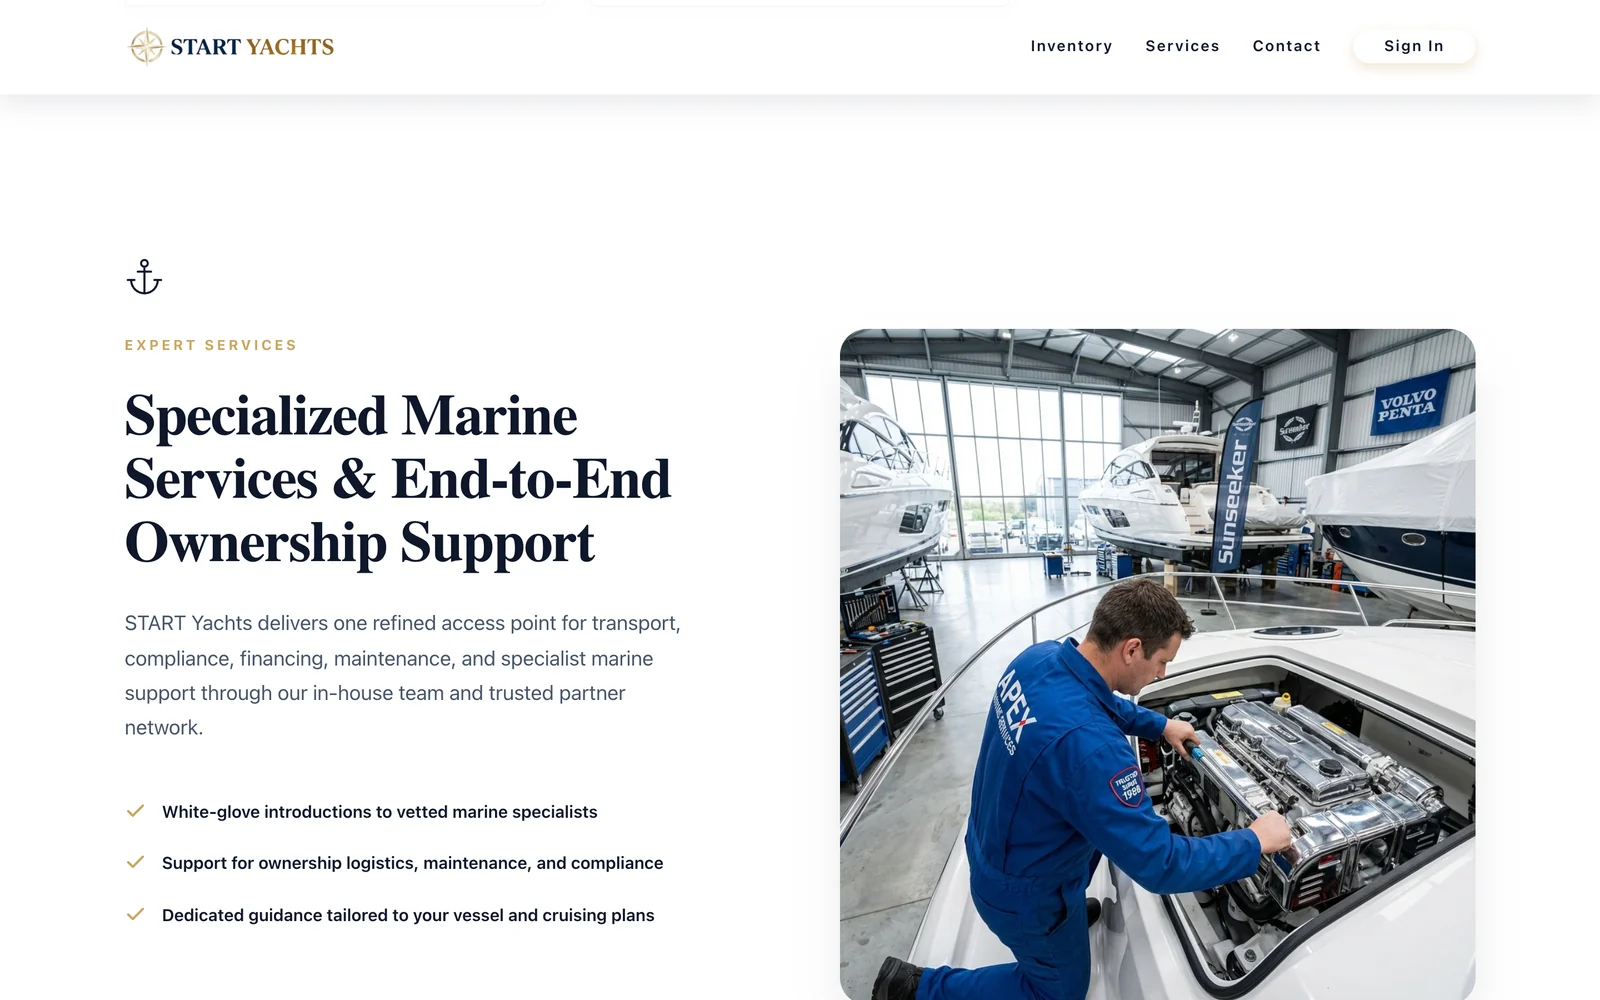 START YACHTS
Inventory
Services
Contact
Sign In
EXPERT SERVICES
Specialized Marine
Services & End-to-End
Ownership Support
START Yachts delivers one refined access point for transport,
compliance, financing, maintenance, and specialist marine
support through our in-house team and trusted partner
network.
White-glove introductions to vetted marine specialists
Support for ownership logistics, maintenance, and compliance
Dedicated guidance tailored to your vessel and cruising plans
VOLVO
PENTA
Sunseeker
Sunseeker
APEX
SERVICES
1986